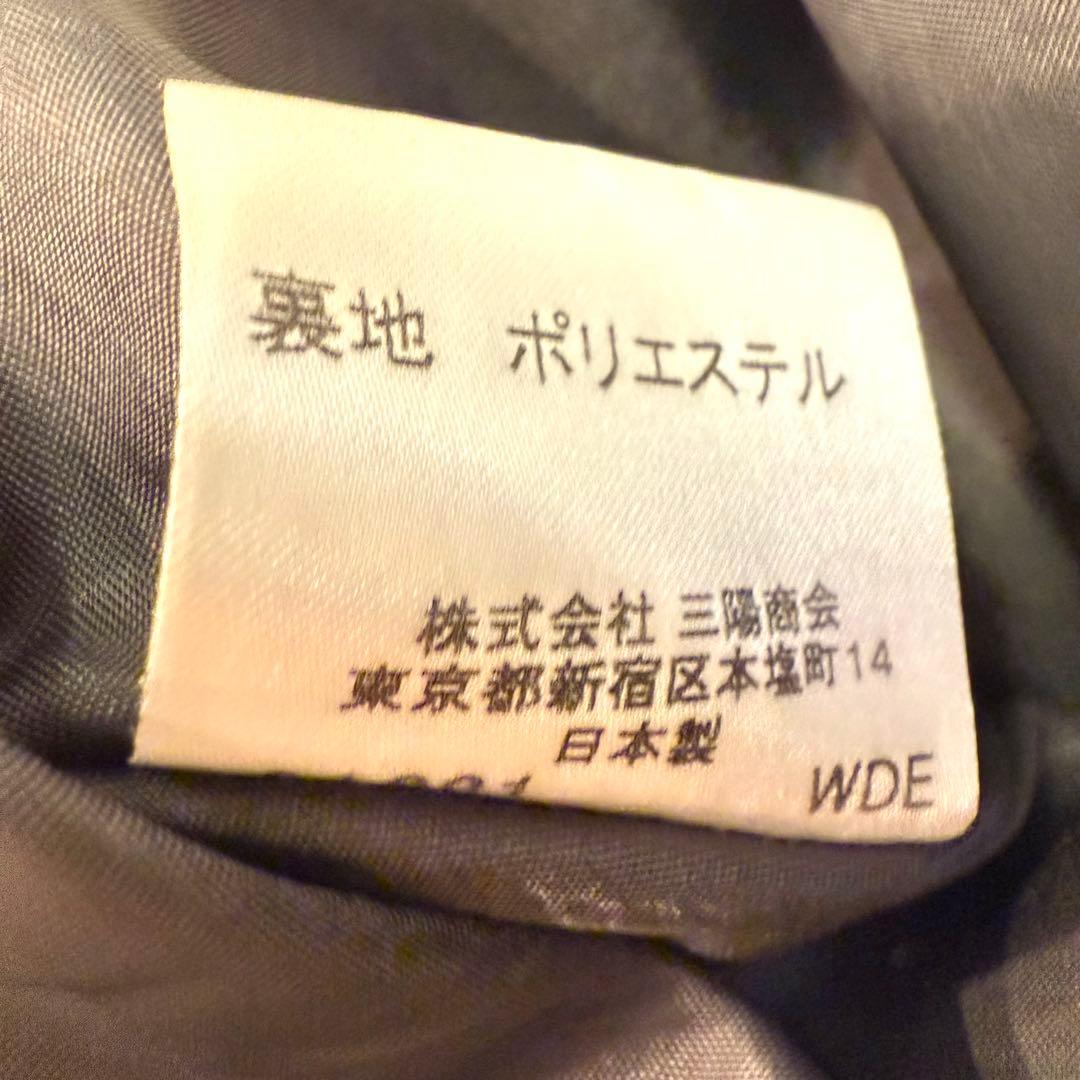 裏地 ポリエステル
株式会社 三陽商会
東京都新宿区本塩町14
日本製
WDE